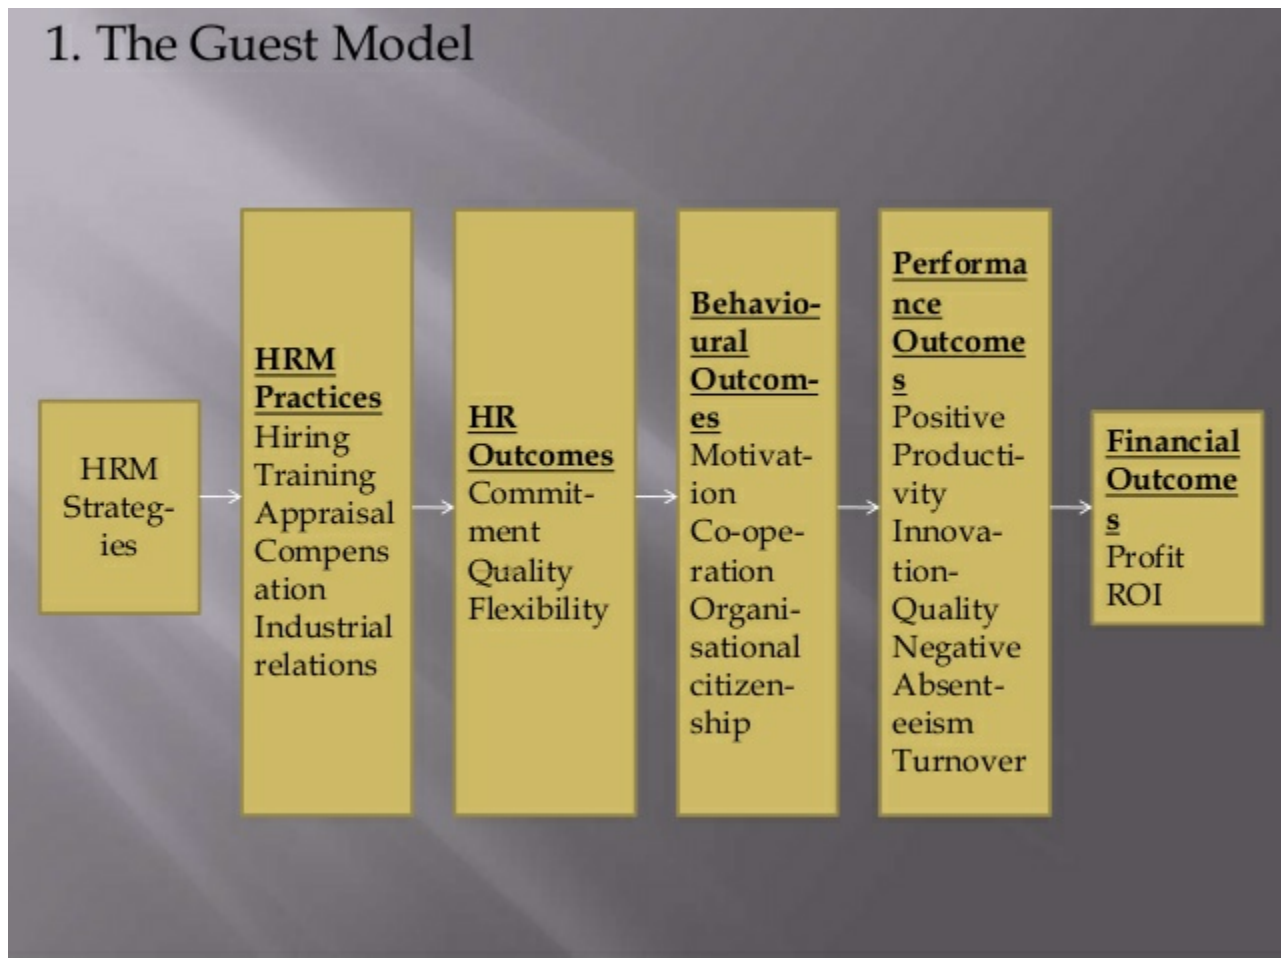 1. The Guest Model
HRM
Strateg-
ies
HRM
Practices
Hiring
Training
Appraisal
Compens
ation
Industrial
relations
HR
Outcomes
Commit-
ment
Quality
Flexibility
Behavio-
ural
Outcom-
es
Motivat-
ion
Co-ope-
ration
Organi-
sational
citizen-
ship
Performa
nce
Outcome
s
Positive
Producti-
vity
Innova-
tion-
Quality
Negative
Absent-
eeism
Turnover
Financial
Outcome
s
Profit
ROI